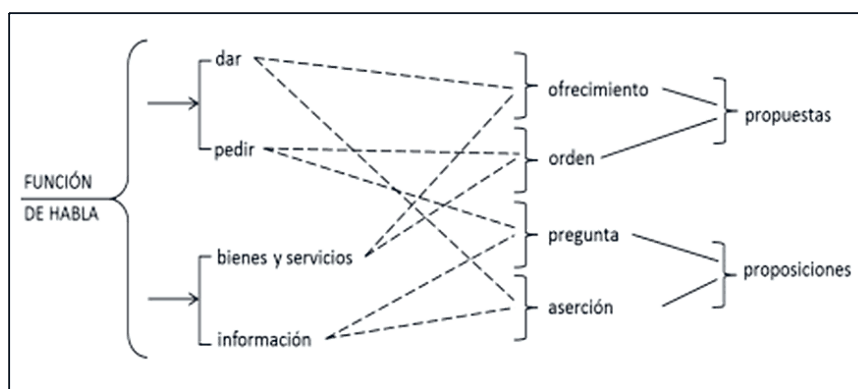 FUNCIÓN
DE HABLA
dar
pedir
bienes y servicios
información
ofrecimiento
orden
pregunta
aserción
propuestas
proposiciones